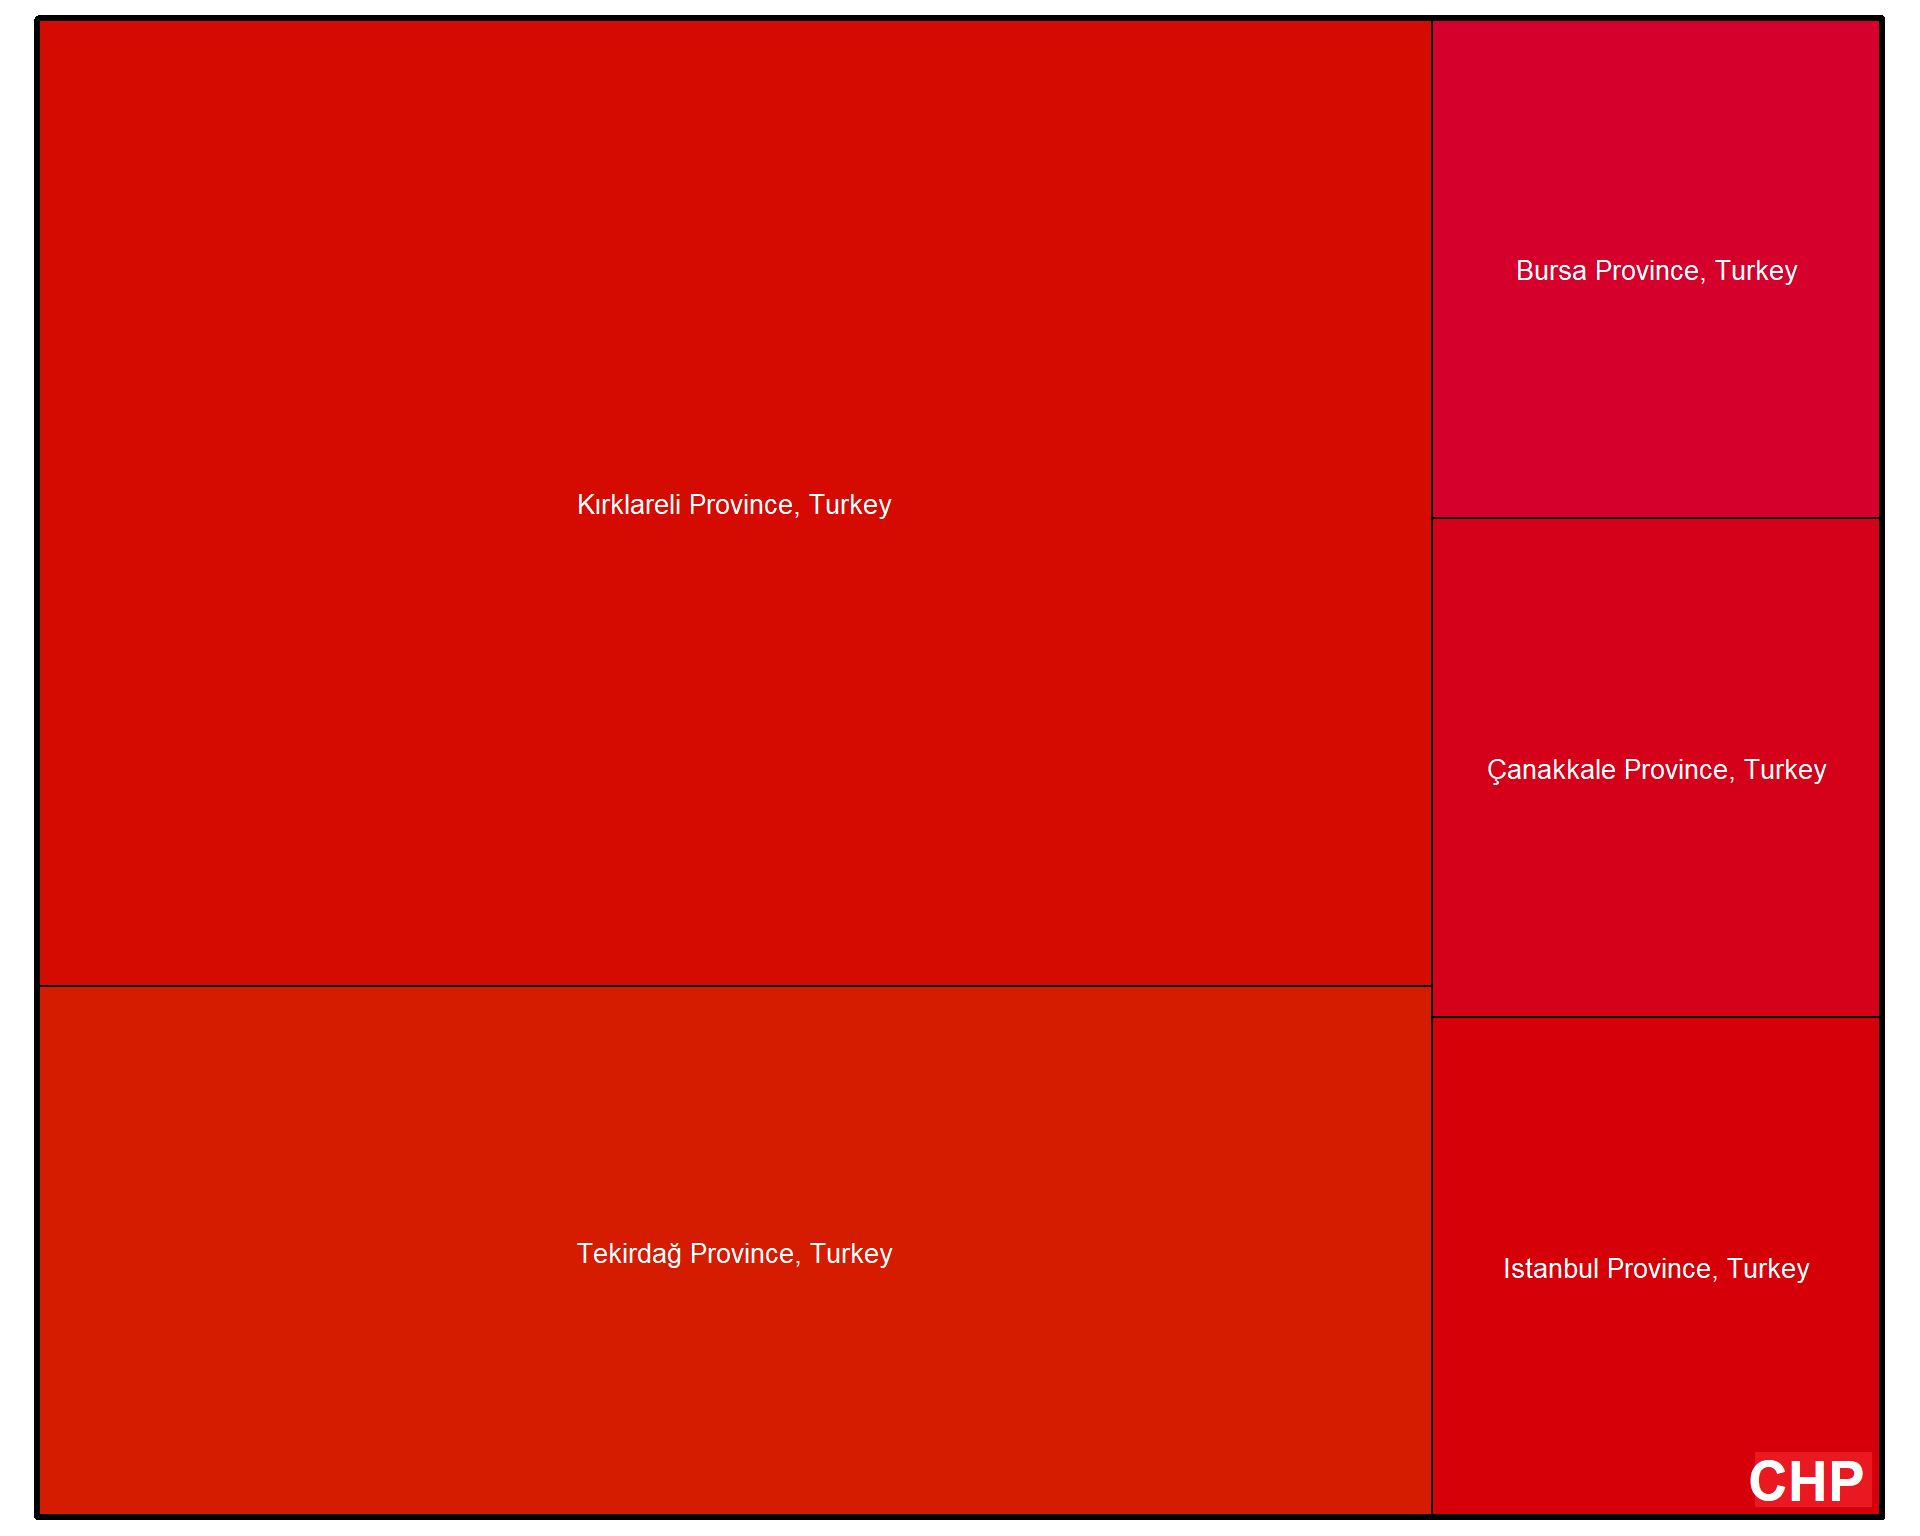 Kırklareli Province, Turkey
Tekirdağ Province, Turkey
Bursa Province, Turkey
Çanakkale Province, Turkey
Istanbul Province, Turkey
CHP